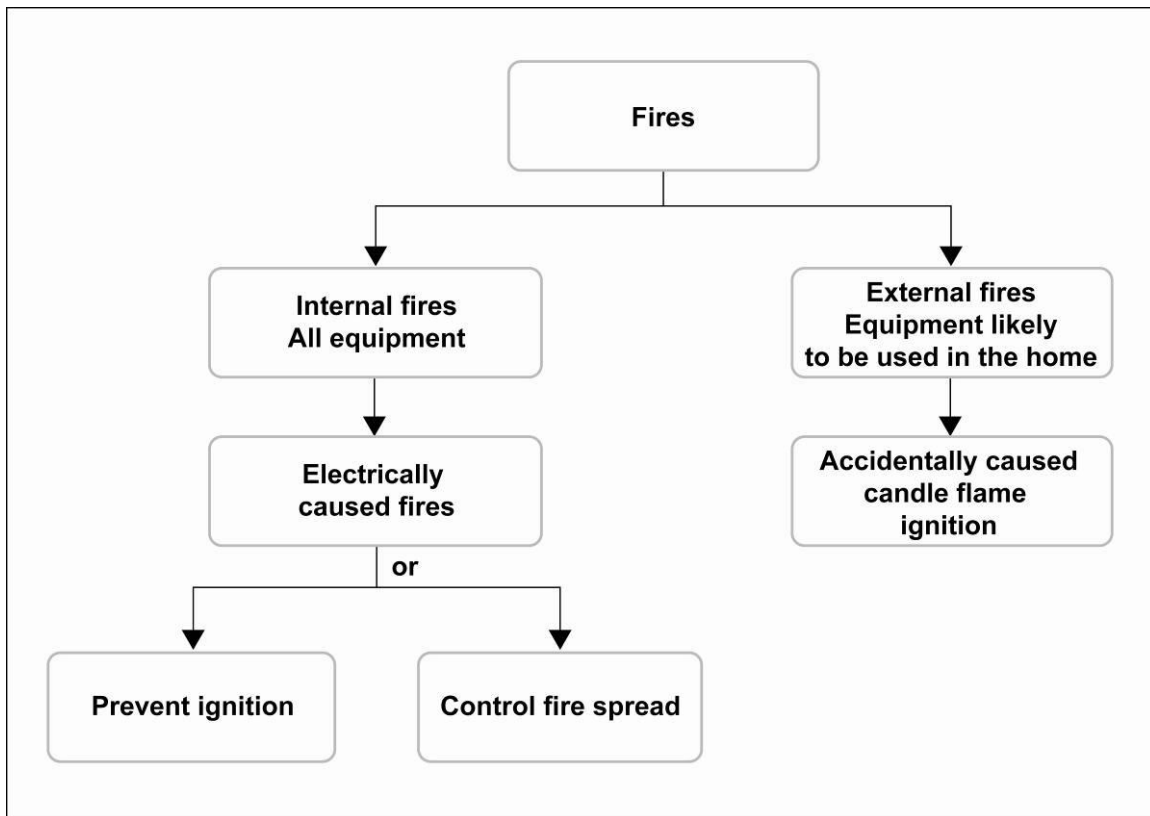 Fires
Internal fires
All equipment
External fires
Equipment likely
to be used in the home
Electrically
caused fires
Accidentally caused
candle flame
ignition
or
Prevent ignition
Control fire spread